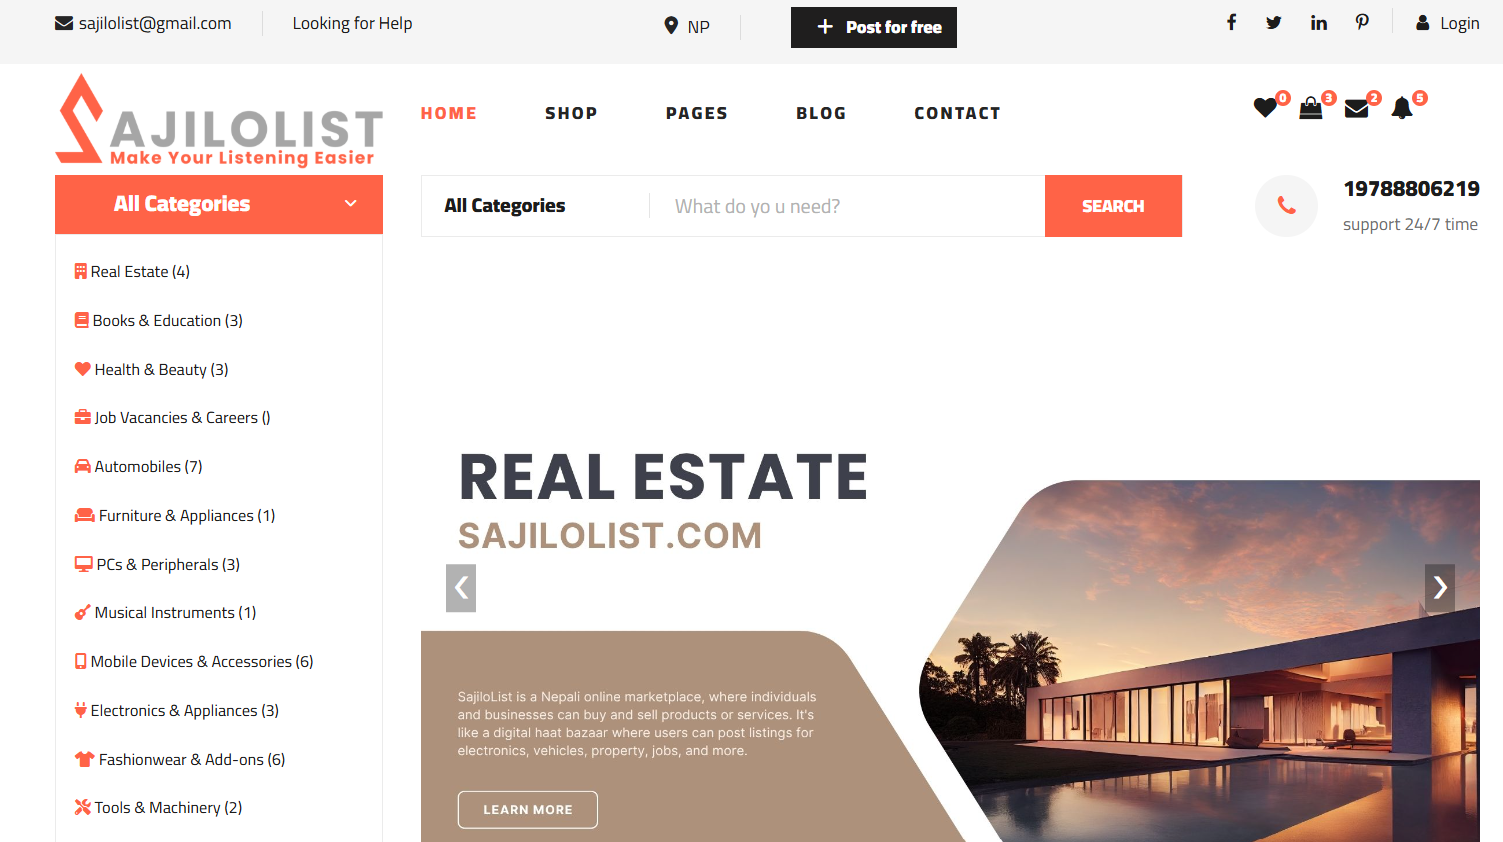 sajilolist@gmail.com
Looking for Help
NP
+ Post for free
Login
AJILOLIST
Make Your Listening Easier
HOME
SHOP
PAGES
BLOG
CONTACT
0
3
2
5
All Categories
All Categories
What do yo u need?
SEARCH
19788806219
support 24/7 time
Real Estate (4)
Books & Education (3)
Health & Beauty (3)
Job Vacancies & Careers ()
Automobiles (7)
Furniture & Appliances (1)
PCs & Peripherals (3)
Musical Instruments (1)
Mobile Devices & Accessories (6)
Electronics & Appliances (3)
Fashionwear & Add-ons (6)
Tools & Machinery (2)
REAL ESTATE
SAJILOLIST.COM
❮
❯
SajiloList is a Nepali online marketplace, where individuals
and businesses can buy and sell products or services. It's
like a digital haat bazaar where users can post listings for
electronics, vehicles, property, jobs, and more.
LEARN MORE